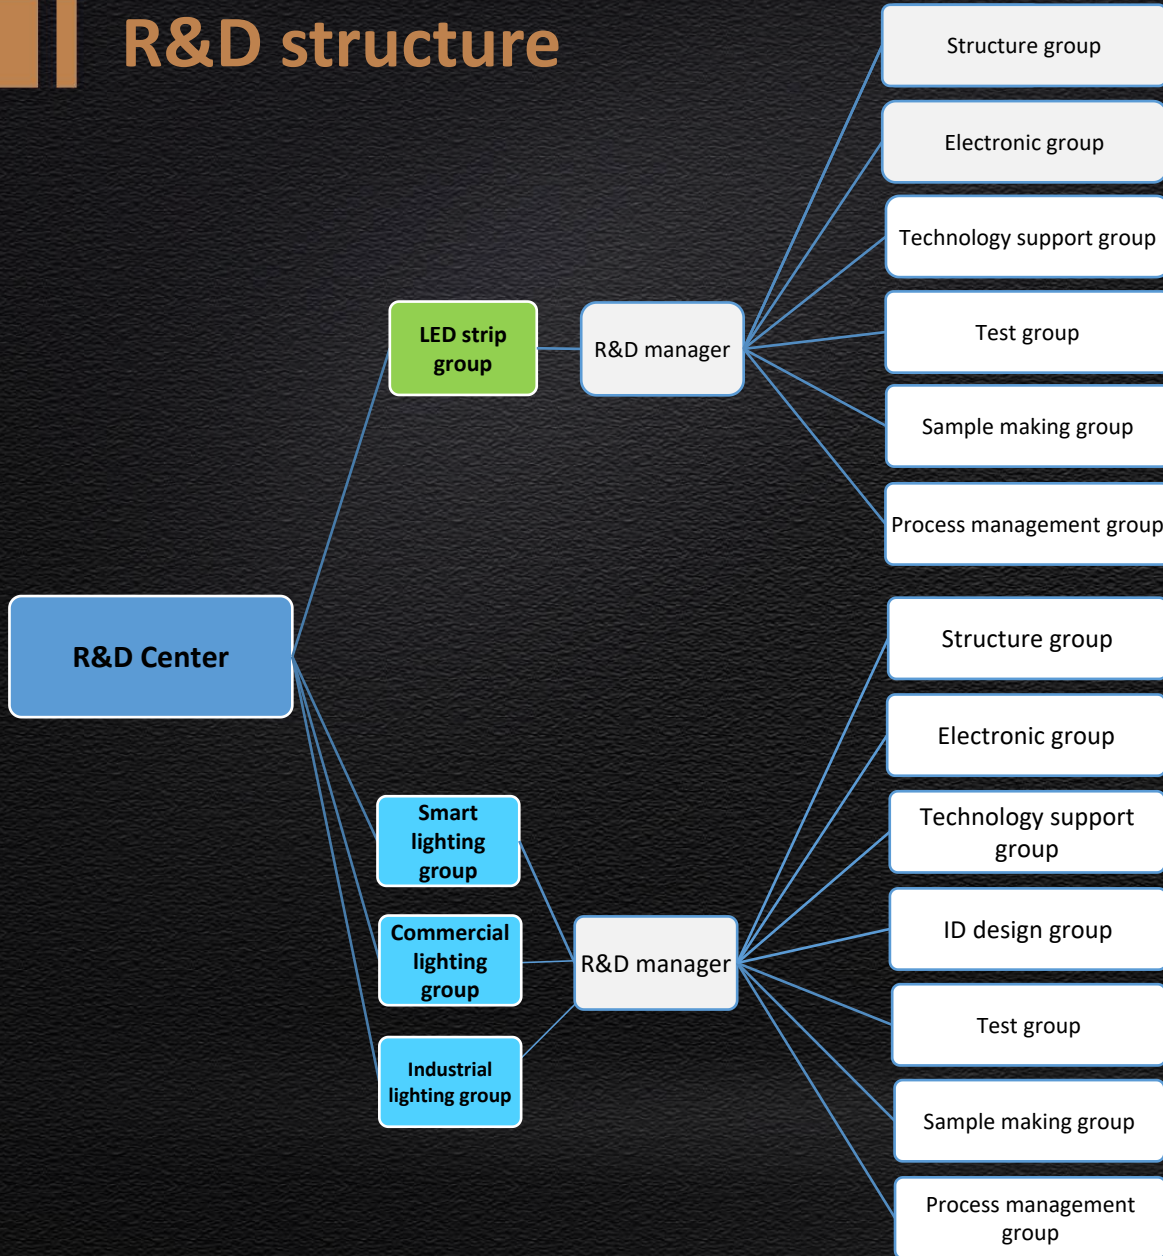 R&D structure
Structure group
Electronic group
Technology support group
LED strip
group
R&D manager
Test group
Sample making group
Process management group
R&D Center
Structure group
Electronic group
Smart
lighting
group
Technology support
group
Commercial
lighting
group
R&D manager
ID design group
Industrial
lighting group
Test group
Sample making group
Process management
group